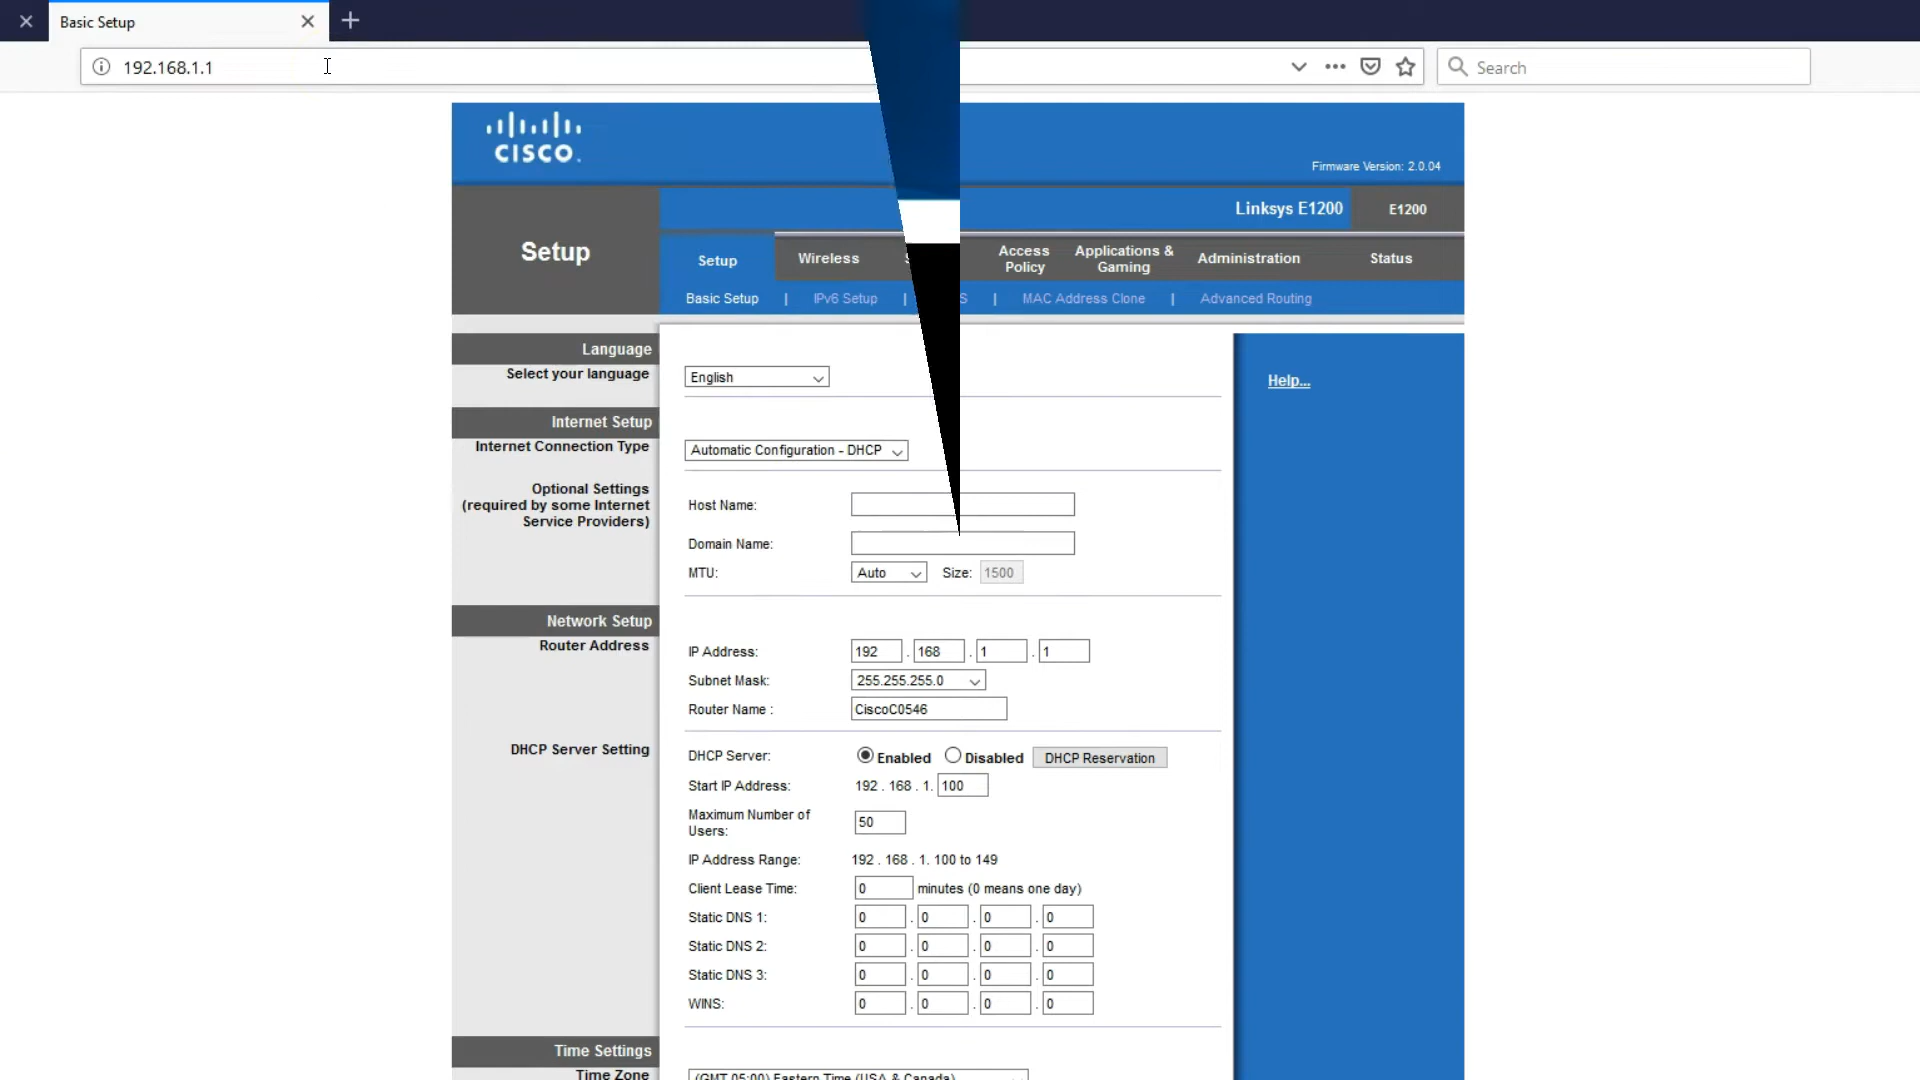 Basic Setup
192.168.1.1
Search
CISCO.
Firmware Version: 2.0.04
Linksys E1200
E1200
Setup
Setup
Wireless
Access Policy
Applications & Gaming
Administration
Status
Basic Setup | IPv6 Setup | | MAC Address Clone | Advanced Routing
Language
Select your language
English
Help...
Internet Setup
Internet Connection Type
Automatic Configuration - DHCP
Optional Settings
(required by some Internet
Service Providers)
Host Name:
Domain Name:
MTU: Auto Size: 1500
Network Setup
Router Address
IP Address: 192 . 168 . 1 . 1
Subnet Mask: 255.255.255.0
Router Name : CiscoC0546
DHCP Server Setting
DHCP Server: Enabled Disabled DHCP Reservation
Start IP Address: 192 . 168 . 1. 100
Maximum Number of
Users:
50
IP Address Range: 192 . 168 . 1. 100 to 149
Client Lease Time: 0 minutes (0 means one day)
Static DNS 1: 0 . 0 . 0 . 0
Static DNS 2: 0 . 0 . 0 . 0
Static DNS 3: 0 . 0 . 0 . 0
WINS: 0 . 0 . 0 . 0
Time Settings
Time Zone
(GMT-05:00) Eastern Time (USA & Canada)